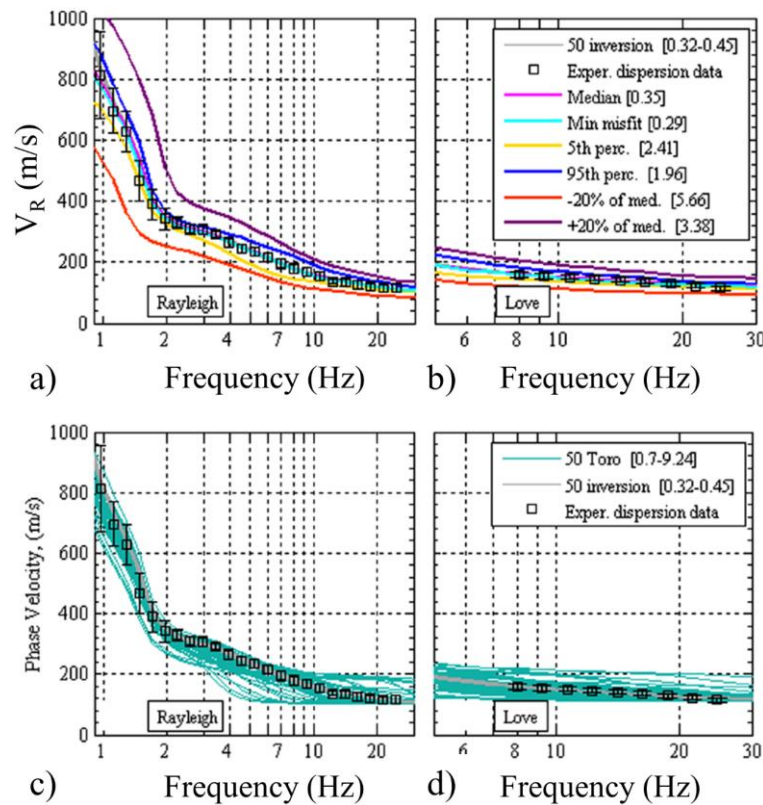 1000
800
600
400
200
0
V_R (m/s)
Rayleigh
1 2 4 7 10 20
a) Frequency (Hz)
50 inversion [0.32-0.45]
Exper. dispersion data
Median [0.35]
Min misfit [0.29]
5th perc. [2.41]
95th perc. [1.96]
-20% of med. [5.66]
+20% of med. [3.38]
Love
6 8 10 20 30
b) Frequency (Hz)
1000
800
600
400
200
0
Phase Velocity, (m/s)
Rayleigh
1 2 4 7 10 20
c) Frequency (Hz)
50 Toro [0.7-9.24]
50 inversion [0.32-0.45]
Exper. dispersion data
Love
6 8 10 20 30
d) Frequency (Hz)